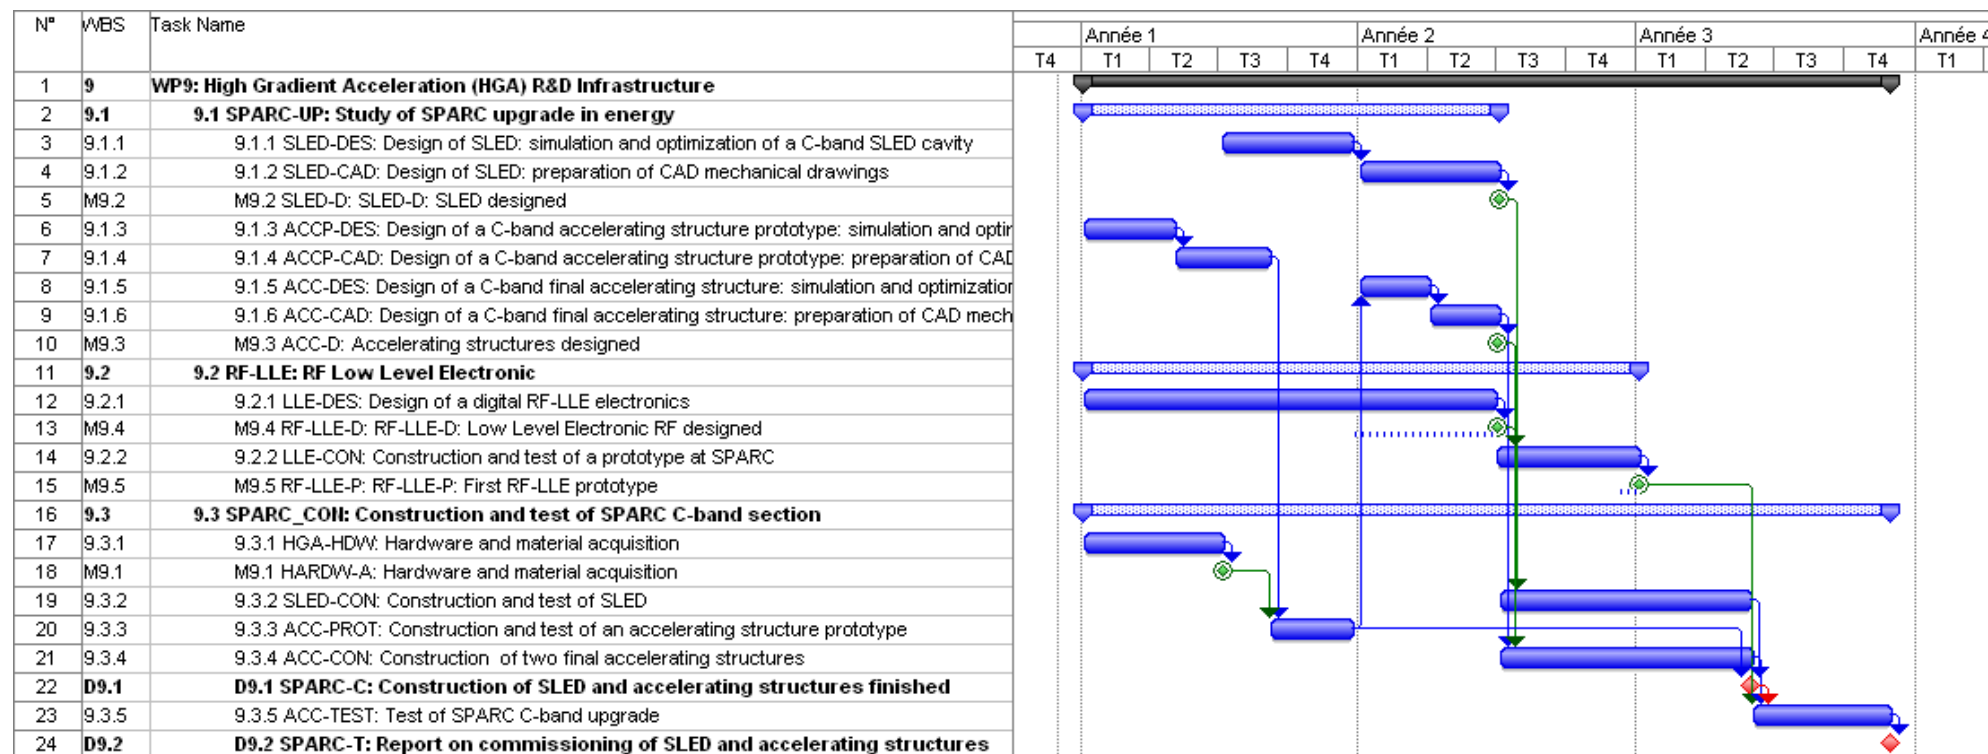 N° WBS Task Name
Année 1 Année 2 Année 3 Année 4
T4 T1 T2 T3 T4 T1 T2 T3 T4 T1 T2 T3 T4 T1
1 9 WP9: High Gradient Acceleration (HGA) R&D Infrastructure
2 9.1 9.1 SPARC-UP: Study of SPARC upgrade in energy
3 9.1.1 9.1.1 SLED-DES: Design of SLED: simulation and optimization of a C-band SLED cavity
4 9.1.2 9.1.2 SLED-CAD: Design of SLED: preparation of CAD mechanical drawings
5 M9.2 M9.2 SLED-D: SLED-D: SLED designed
6 9.1.3 9.1.3 ACCP-DES: Design of a C-band accelerating structure prototype: simulation and optir
7 9.1.4 9.1.4 ACCP-CAD: Design of a C-band accelerating structure prototype: preparation of CAD
8 9.1.5 9.1.5 ACC-DES: Design of a C-band final accelerating structure: simulation and optimization
9 9.1.6 9.1.6 ACC-CAD: Design of a C-band final accelerating structure: preparation of CAD mech
10 M9.3 M9.3 ACC-D: Accelerating structures designed
11 9.2 9.2 RF-LLE: RF Low Level Electronic
12 9.2.1 9.2.1 LLE-DES: Design of a digital RF-LLE electronics
13 M9.4 M9.4 RF-LLE-D: RF-LLE-D: Low Level Electronic RF designed
14 9.2.2 9.2.2 LLE-CON: Construction and test of a prototype at SPARC
15 M9.5 M9.5 RF-LLE-P: RF-LLE-P: First RF-LLE prototype
16 9.3 9.3 SPARC_CON: Construction and test of SPARC C-band section
17 9.3.1 9.3.1 HGA-HDW: Hardware and material acquisition
18 M9.1 M9.1 HARDW-A: Hardware and material acquisition
19 9.3.2 9.3.2 SLED-CON: Construction and test of SLED
20 9.3.3 9.3.3 ACC-PROT: Construction and test of an accelerating structure prototype
21 9.3.4 9.3.4 ACC-CON: Construction of two final accelerating structures
22 D9.1 D9.1 SPARC-C: Construction of SLED and accelerating structures finished
23 9.3.5 9.3.5 ACC-TEST: Test of SPARC C-band upgrade
24 D9.2 D9.2 SPARC-T: Report on commissioning of SLED and accelerating structures